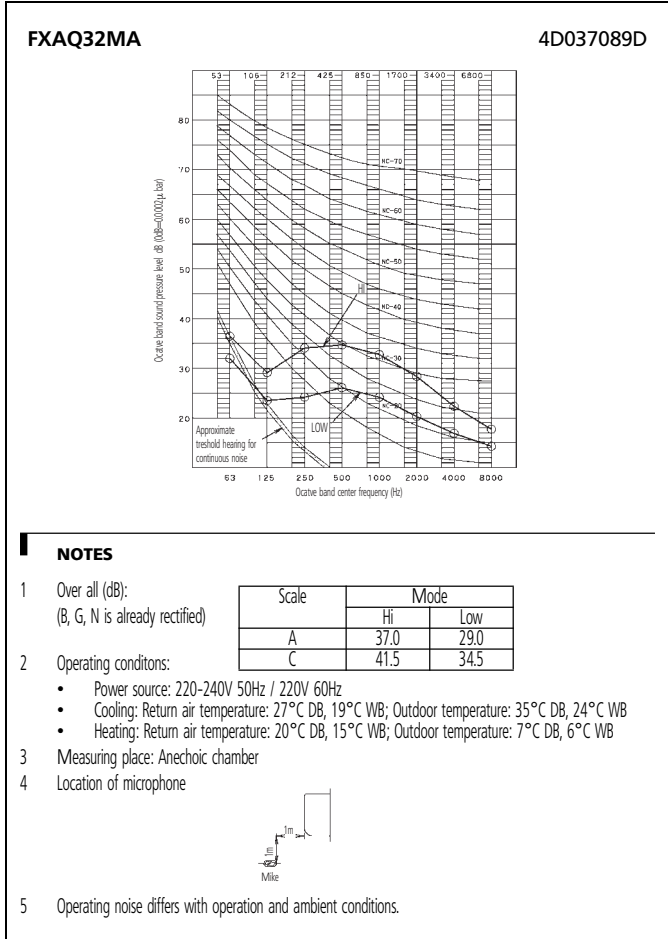 FXAQ32MA 4D037089D
53 106 212 425 850 1700 3400 6800
80
70
60
50
40
30
20
NC-70
NC-60
NC-50
NC-40
NC-30
NC-20
HI
LOW
Approximate
treshold hearing for
continuous noise
Ocatve band sound pressure level dB (0dB=0.0002μ bar)
63 125 250 500 1000 2000 4000 8000
Ocatve band center frequency (Hz)
NOTES
1 Over all (dB):
(B, G, N is already rectified)
Scale Mode
Hi Low
A 37.0 29.0
C 41.5 34.5
2 Operating conditons:
• Power source: 220-240V 50Hz / 220V 60Hz
• Cooling: Return air temperature: 27°C DB, 19°C WB; Outdoor temperature: 35°C DB, 24°C WB
• Heating: Return air temperature: 20°C DB, 15°C WB; Outdoor temperature: 7°C DB, 6°C WB
3 Measuring place: Anechoic chamber
4 Location of microphone
1m
1m
Mike
5 Operating noise differs with operation and ambient conditions.